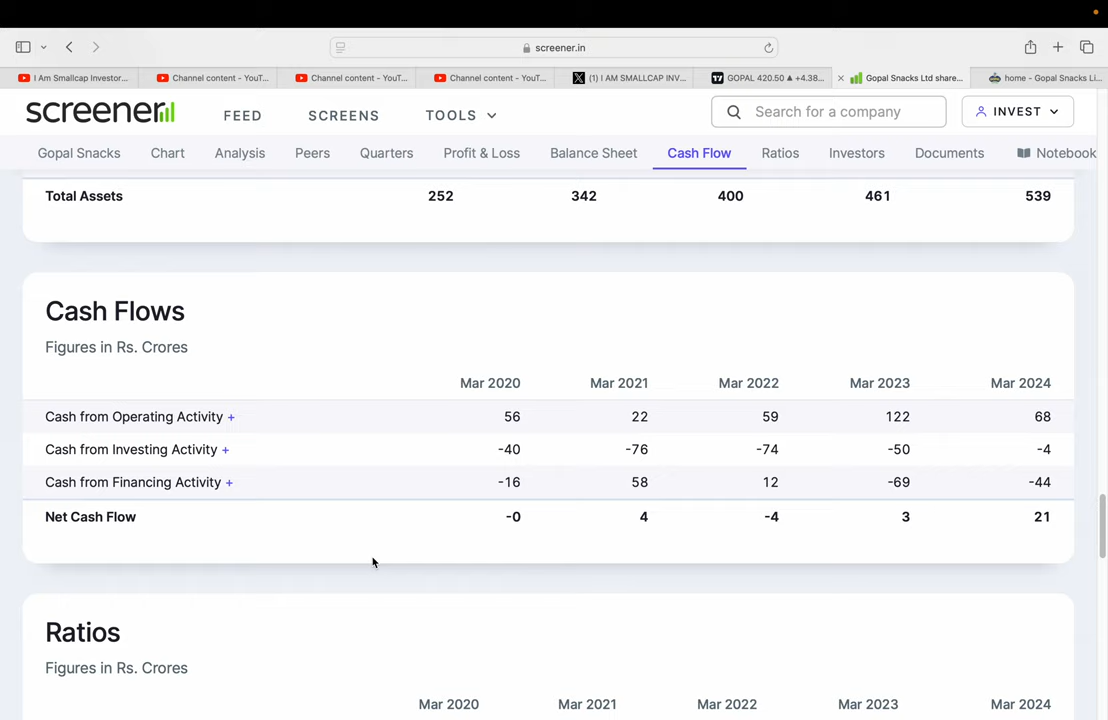 screener.in
I Am Smallcap Investor...
Channel content - YouT...
Channel content - YouT...
Channel content - YouT...
(1) I AM SMALLCAP INV...
GOPAL 420.50 ▲ +4.38...
Gopal Snacks Ltd share...
home - Gopal Snacks Li...
screener
FEED
SCREENS
TOOLS
Search for a company
INVEST
Gopal Snacks
Chart
Analysis
Peers
Quarters
Profit & Loss
Balance Sheet
Cash Flow
Ratios
Investors
Documents
Notebook
Total Assets 252 342 400 461 539
Cash Flows
Figures in Rs. Crores
Mar 2020 Mar 2021 Mar 2022 Mar 2023 Mar 2024
Cash from Operating Activity + 56 22 59 122 68
Cash from Investing Activity + -40 -76 -74 -50 -4
Cash from Financing Activity + -16 58 12 -69 -44
Net Cash Flow -0 4 -4 3 21
Ratios
Figures in Rs. Crores
Mar 2020 Mar 2021 Mar 2022 Mar 2023 Mar 2024